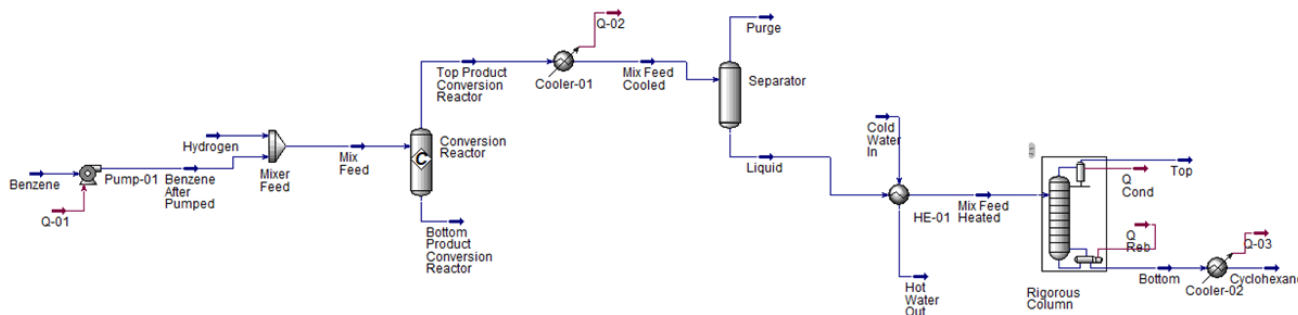 Q-02
Purge
Top Product
Conversion
Reactor
Cooler-01
Mix Feed
Cooled
Separator
Hydrogen
Conversion
Reactor
Cold
Water
In
Mix
Feed
Mixer
Feed
Liquid
Top
Benzene
Pump-01
Benzene
After
Pumped
Q
Cond
Q-01
HE-01
Mix Feed
Heated
Q
Reb
Q-03
Bottom
Product
Conversion
Reactor
Bottom
Cooler-02
Cyclohexane
Hot
Water
Out
Rigorous
Column
C